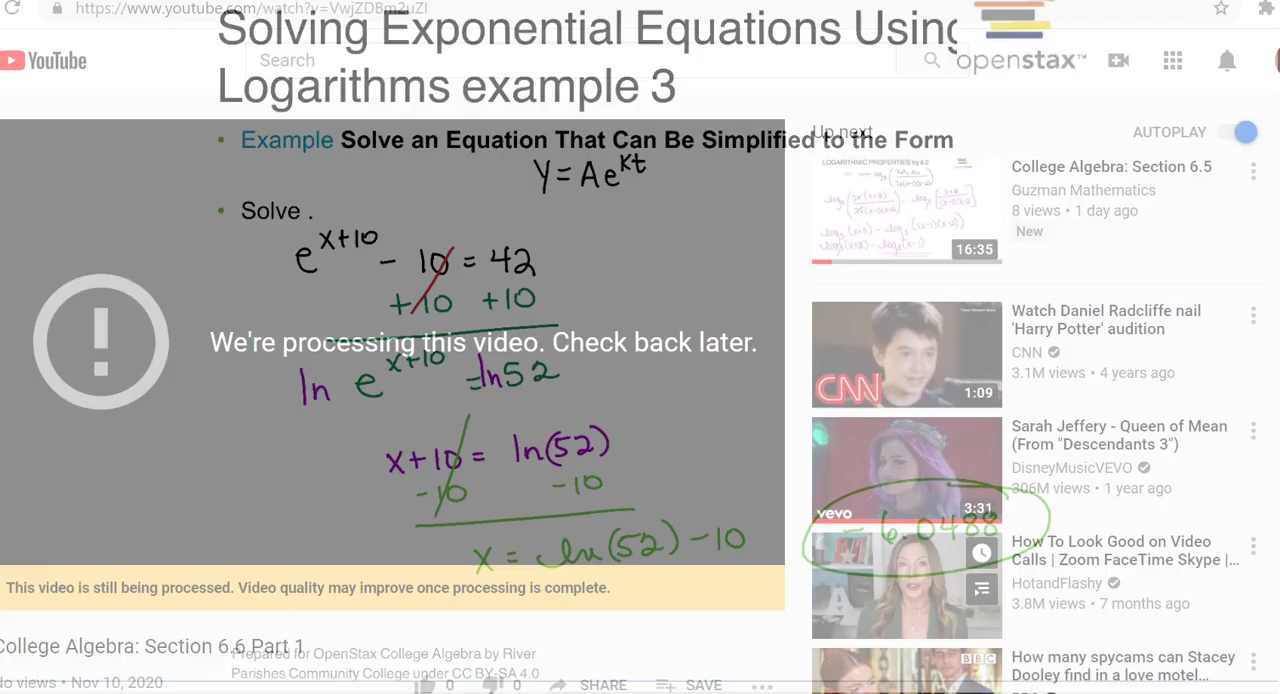 https://www.youtube.com/watch?v=VwjZDBm2uZI
Solving Exponential Equations Using
Logarithms example 3
YouTube
Search
openstax™
• Example Solve an Equation That Can Be Simplified to the Form
Y = Ae^kt
• Solve .
e^x+10 - 10 = 42
+10 +10
We're processing this video. Check back later.
ln e^x+10 = ln52
x+10 = ln(52)
-10 -10
x = ln(52) - 10
- 6.0488
This video is still being processed. Video quality may improve once processing is complete.
College Algebra: Section 6.6 Part 1
No views • Nov 10, 2020
Prepared for OpenStax College Algebra by River
Parishes Community College under CC BY-SA 4.0
0
0
SHARE
SAVE
Up next
AUTOPLAY
LOGARITHMIC PROPERTIES
16:35
College Algebra: Section 6.5
Guzman Mathematics
8 views • 1 day ago
New
CNN
1:09
Watch Daniel Radcliffe nail
'Harry Potter' audition
CNN
3.1M views • 4 years ago
vevo
3:31
Sarah Jeffery - Queen of Mean
(From "Descendants 3")
DisneyMusicVEVO
306M views • 1 year ago
How To Look Good on Video
Calls | Zoom FaceTime Skype |...
HotandFlashy
3.8M views • 7 months ago
BBC
How many spycams can Stacey
Dooley find in a love motel...